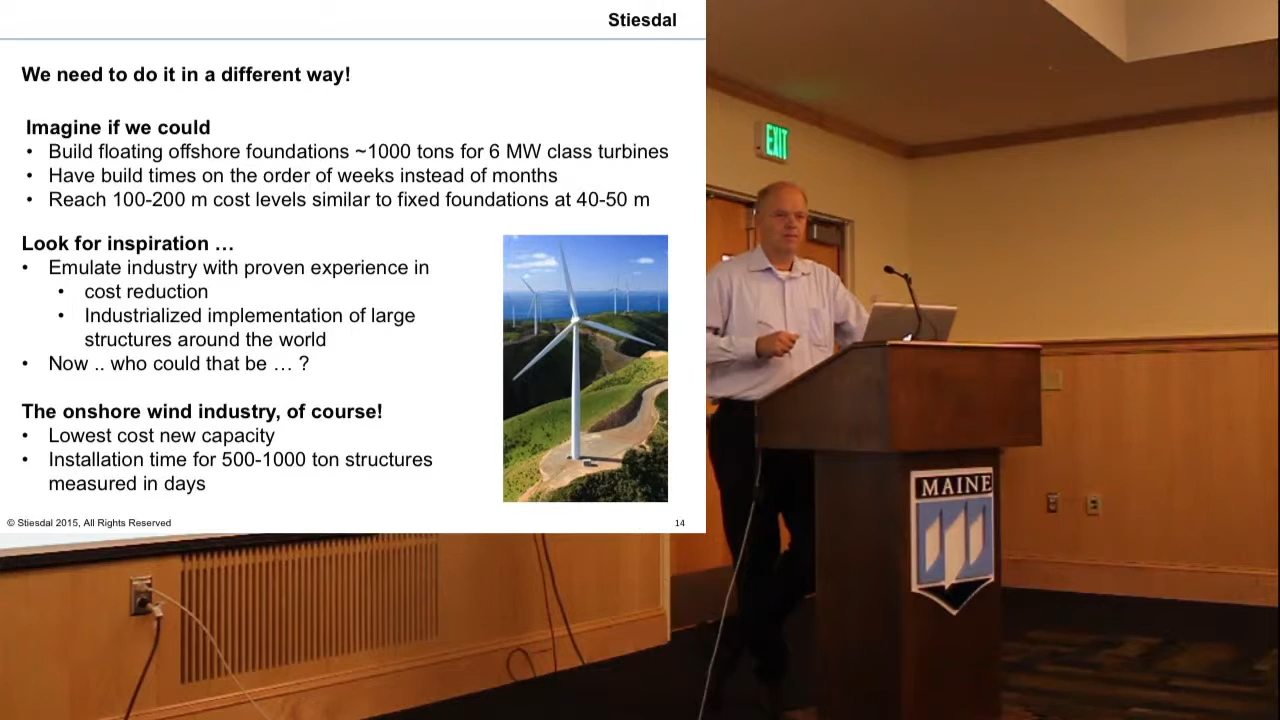 Stiesdal
We need to do it in a different way!
Imagine if we could
• Build floating offshore foundations ~1000 tons for 6 MW class turbines
• Have build times on the order of weeks instead of months
• Reach 100-200 m cost levels similar to fixed foundations at 40-50 m
Look for inspiration …
• Emulate industry with proven experience in
• cost reduction
• Industrialized implementation of large
structures around the world
• Now .. who could that be … ?
The onshore wind industry, of course!
• Lowest cost new capacity
• Installation time for 500-1000 ton structures
measured in days
© Stiesdal 2015, All Rights Reserved
14
EXIT
MAINE